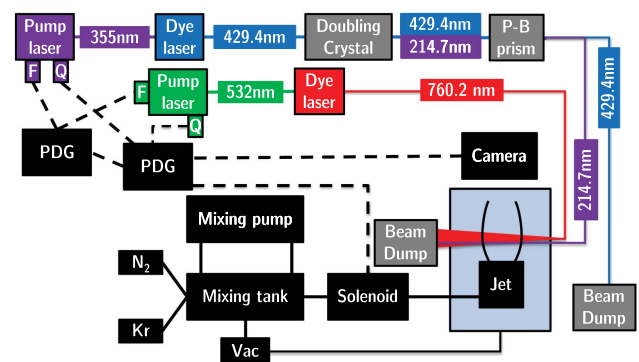 Pump
laser
355nm
Dye
laser
429.4nm
Doubling
Crystal
429.4nm
214.7nm
P-B
prism
F
Q
F
Pump
laser
532nm
Dye
laser
760.2 nm
Q
429.4nm
214.7nm
PDG
PDG
Camera
Mixing pump
Beam
Dump
N₂
Mixing tank
Solenoid
Jet
Kr
Vac
Beam
Dump